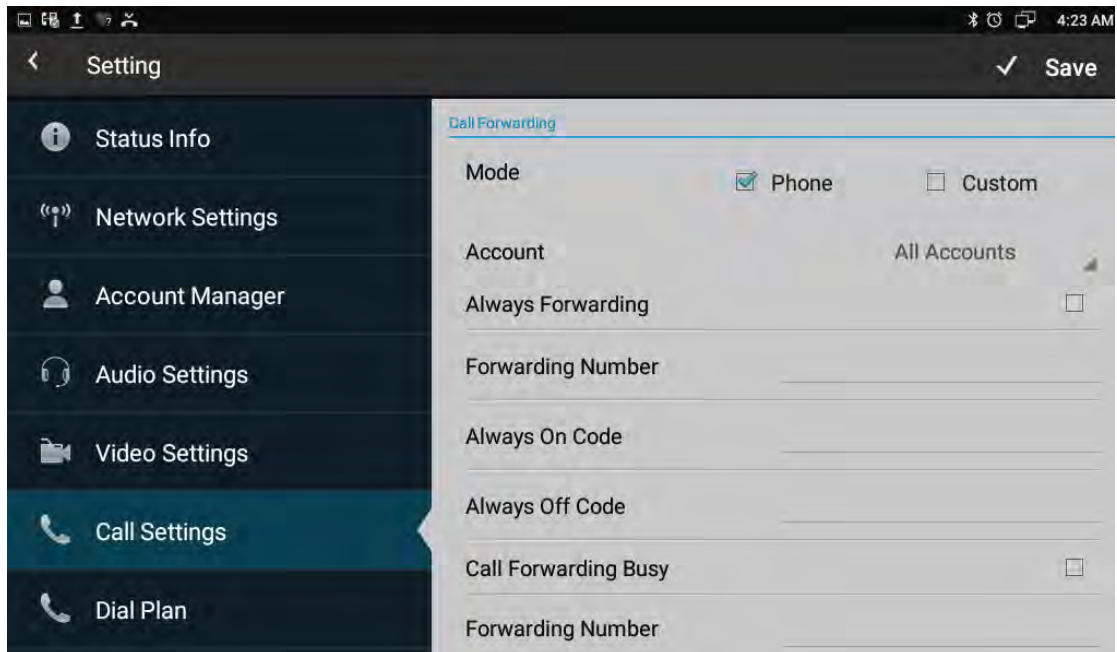 4:23 AM
Setting
Save
Status Info
Network Settings
Account Manager
Audio Settings
Video Settings
Call Settings
Dial Plan
Call Forwarding
Mode
Phone
Custom
Account
All Accounts
Always Forwarding
Forwarding Number
Always On Code
Always Off Code
Call Forwarding Busy
Forwarding Number